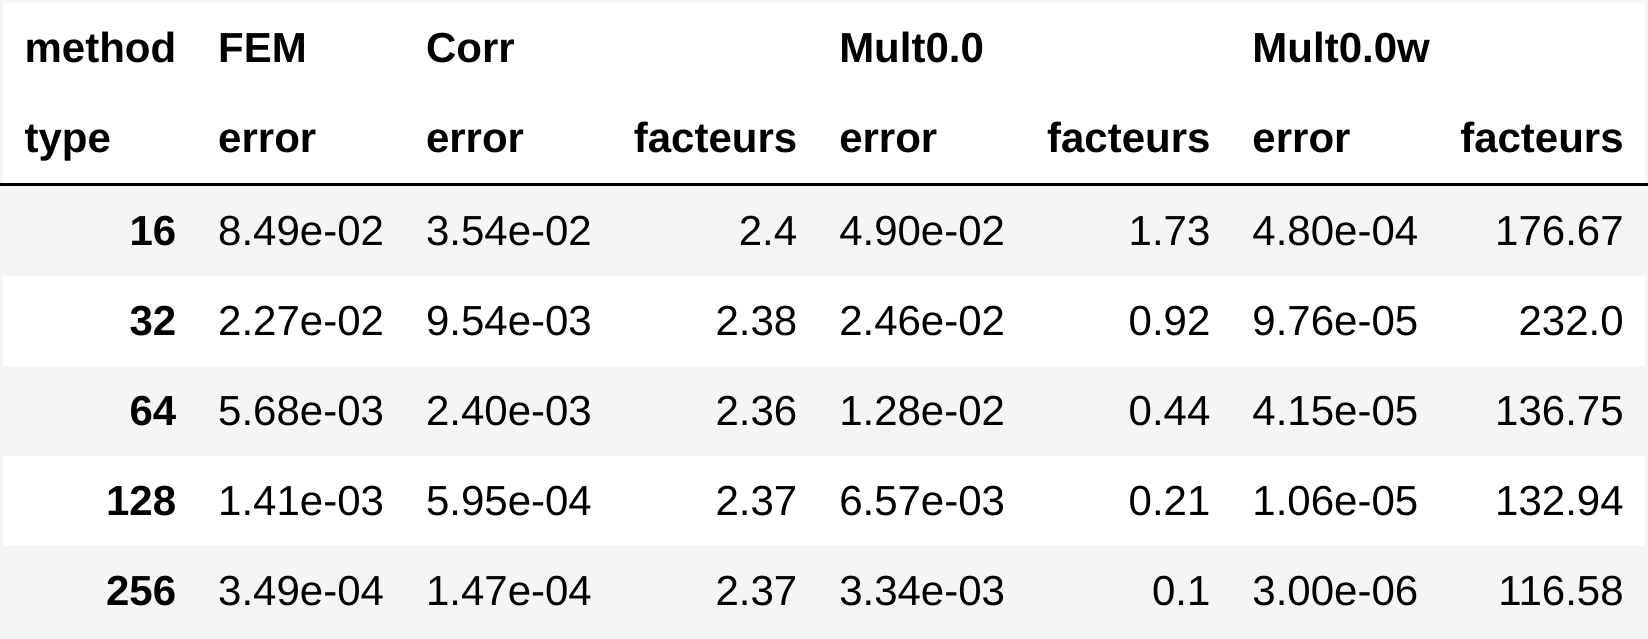 method FEM Corr Mult0.0 Mult0.0w
type error error facteurs error facteurs error facteurs
16 8.49e-02 3.54e-02 2.4 4.90e-02 1.73 4.80e-04 176.67
32 2.27e-02 9.54e-03 2.38 2.46e-02 0.92 9.76e-05 232.0
64 5.68e-03 2.40e-03 2.36 1.28e-02 0.44 4.15e-05 136.75
128 1.41e-03 5.95e-04 2.37 6.57e-03 0.21 1.06e-05 132.94
256 3.49e-04 1.47e-04 2.37 3.34e-03 0.1 3.00e-06 116.58